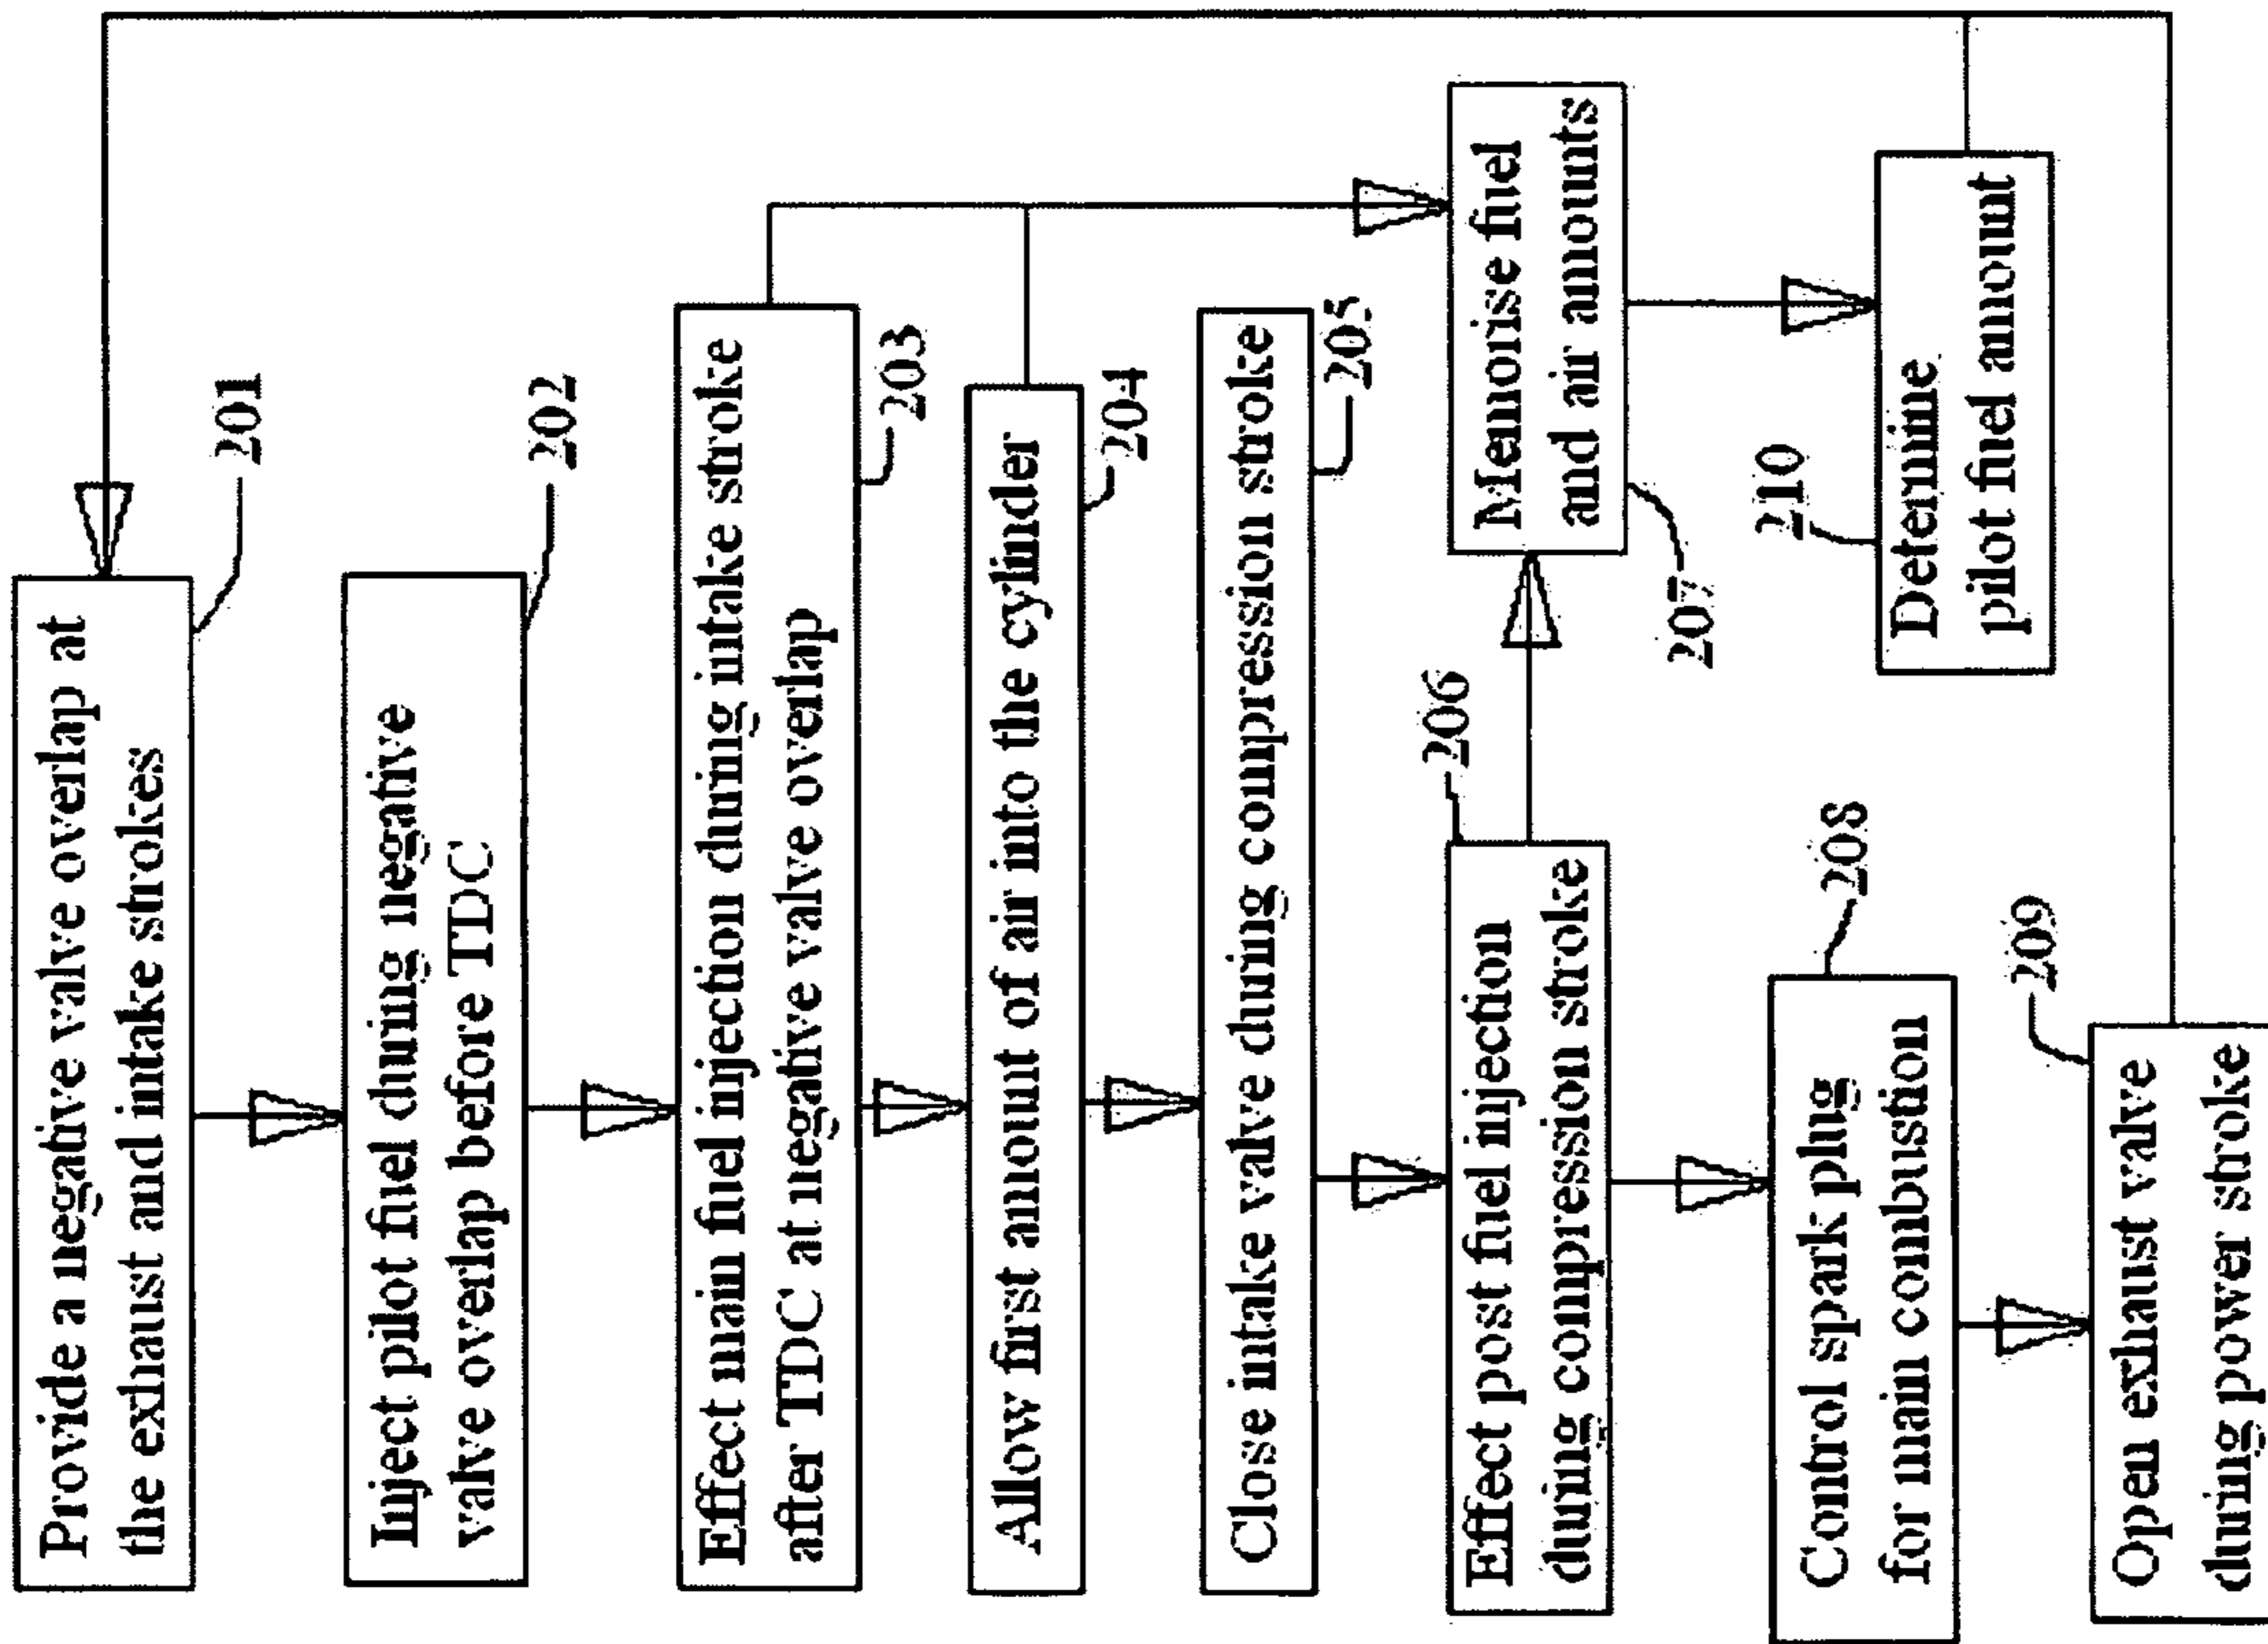 Provide a negative valve overlap at
the exhaust and intake strokes
201
Inject pilot fuel during negative
valve overlap before TDC
202
Effect main fuel injection during intake stroke
after TDC at negative valve overlap
203
Allow first amount of air into the cylinder
204
Close intake valve during compression stroke
205
Effect post fuel injection
during compression stroke
206
Memorise fuel
and air amounts
207
Control spark plug
for main combustion
208
Open exhaust valve
during power stroke
209
Determine
pilot fuel amount
210